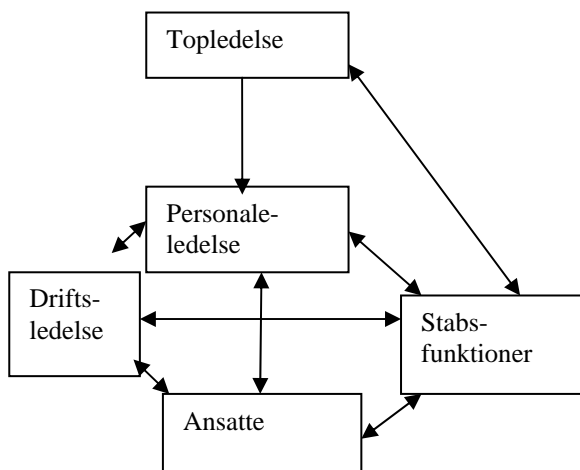 Topledelse
Personale-
ledelse
Drifts-
ledelse
Stabs-
funktioner
Ansatte